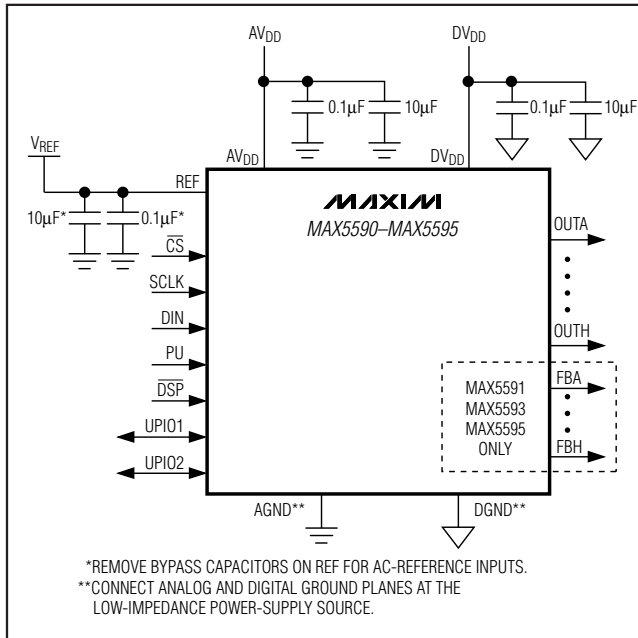 AVDD
DVDD
0.1µF
10µF
0.1µF
10µF
VREF
REF
AVDD
DVDD
10µF*
0.1µF*
MAXIM
MAX5590–MAX5595
CS
SCLK
DIN
PU
DSP
UPIO1
UPIO2
OUTA
OUTH
FBA
FBH
MAX5591
MAX5593
MAX5595
ONLY
AGND**
DGND**
*REMOVE BYPASS CAPACITORS ON REF FOR AC-REFERENCE INPUTS.
**CONNECT ANALOG AND DIGITAL GROUND PLANES AT THE
LOW-IMPEDANCE POWER-SUPPLY SOURCE.